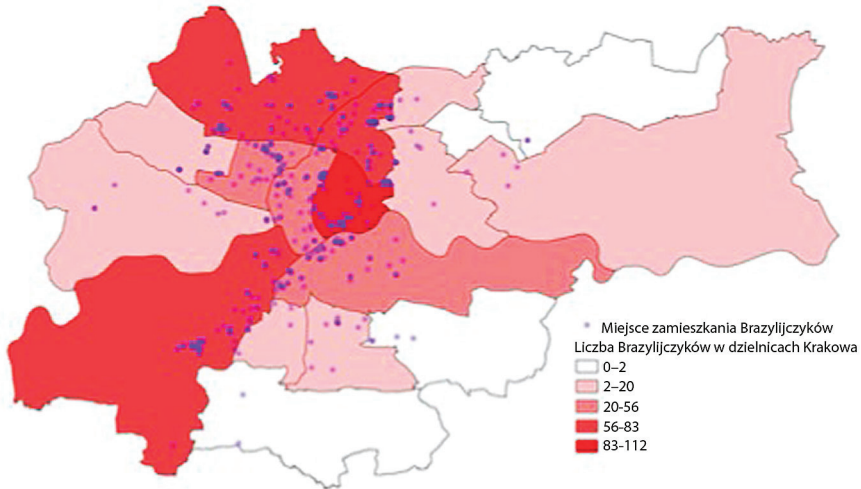 Miejsce zamieszkania Brazylijczyków
Liczba Brazylijczyków w dzielnicach Krakowa
0–2
2–20
20-56
56-83
83-112